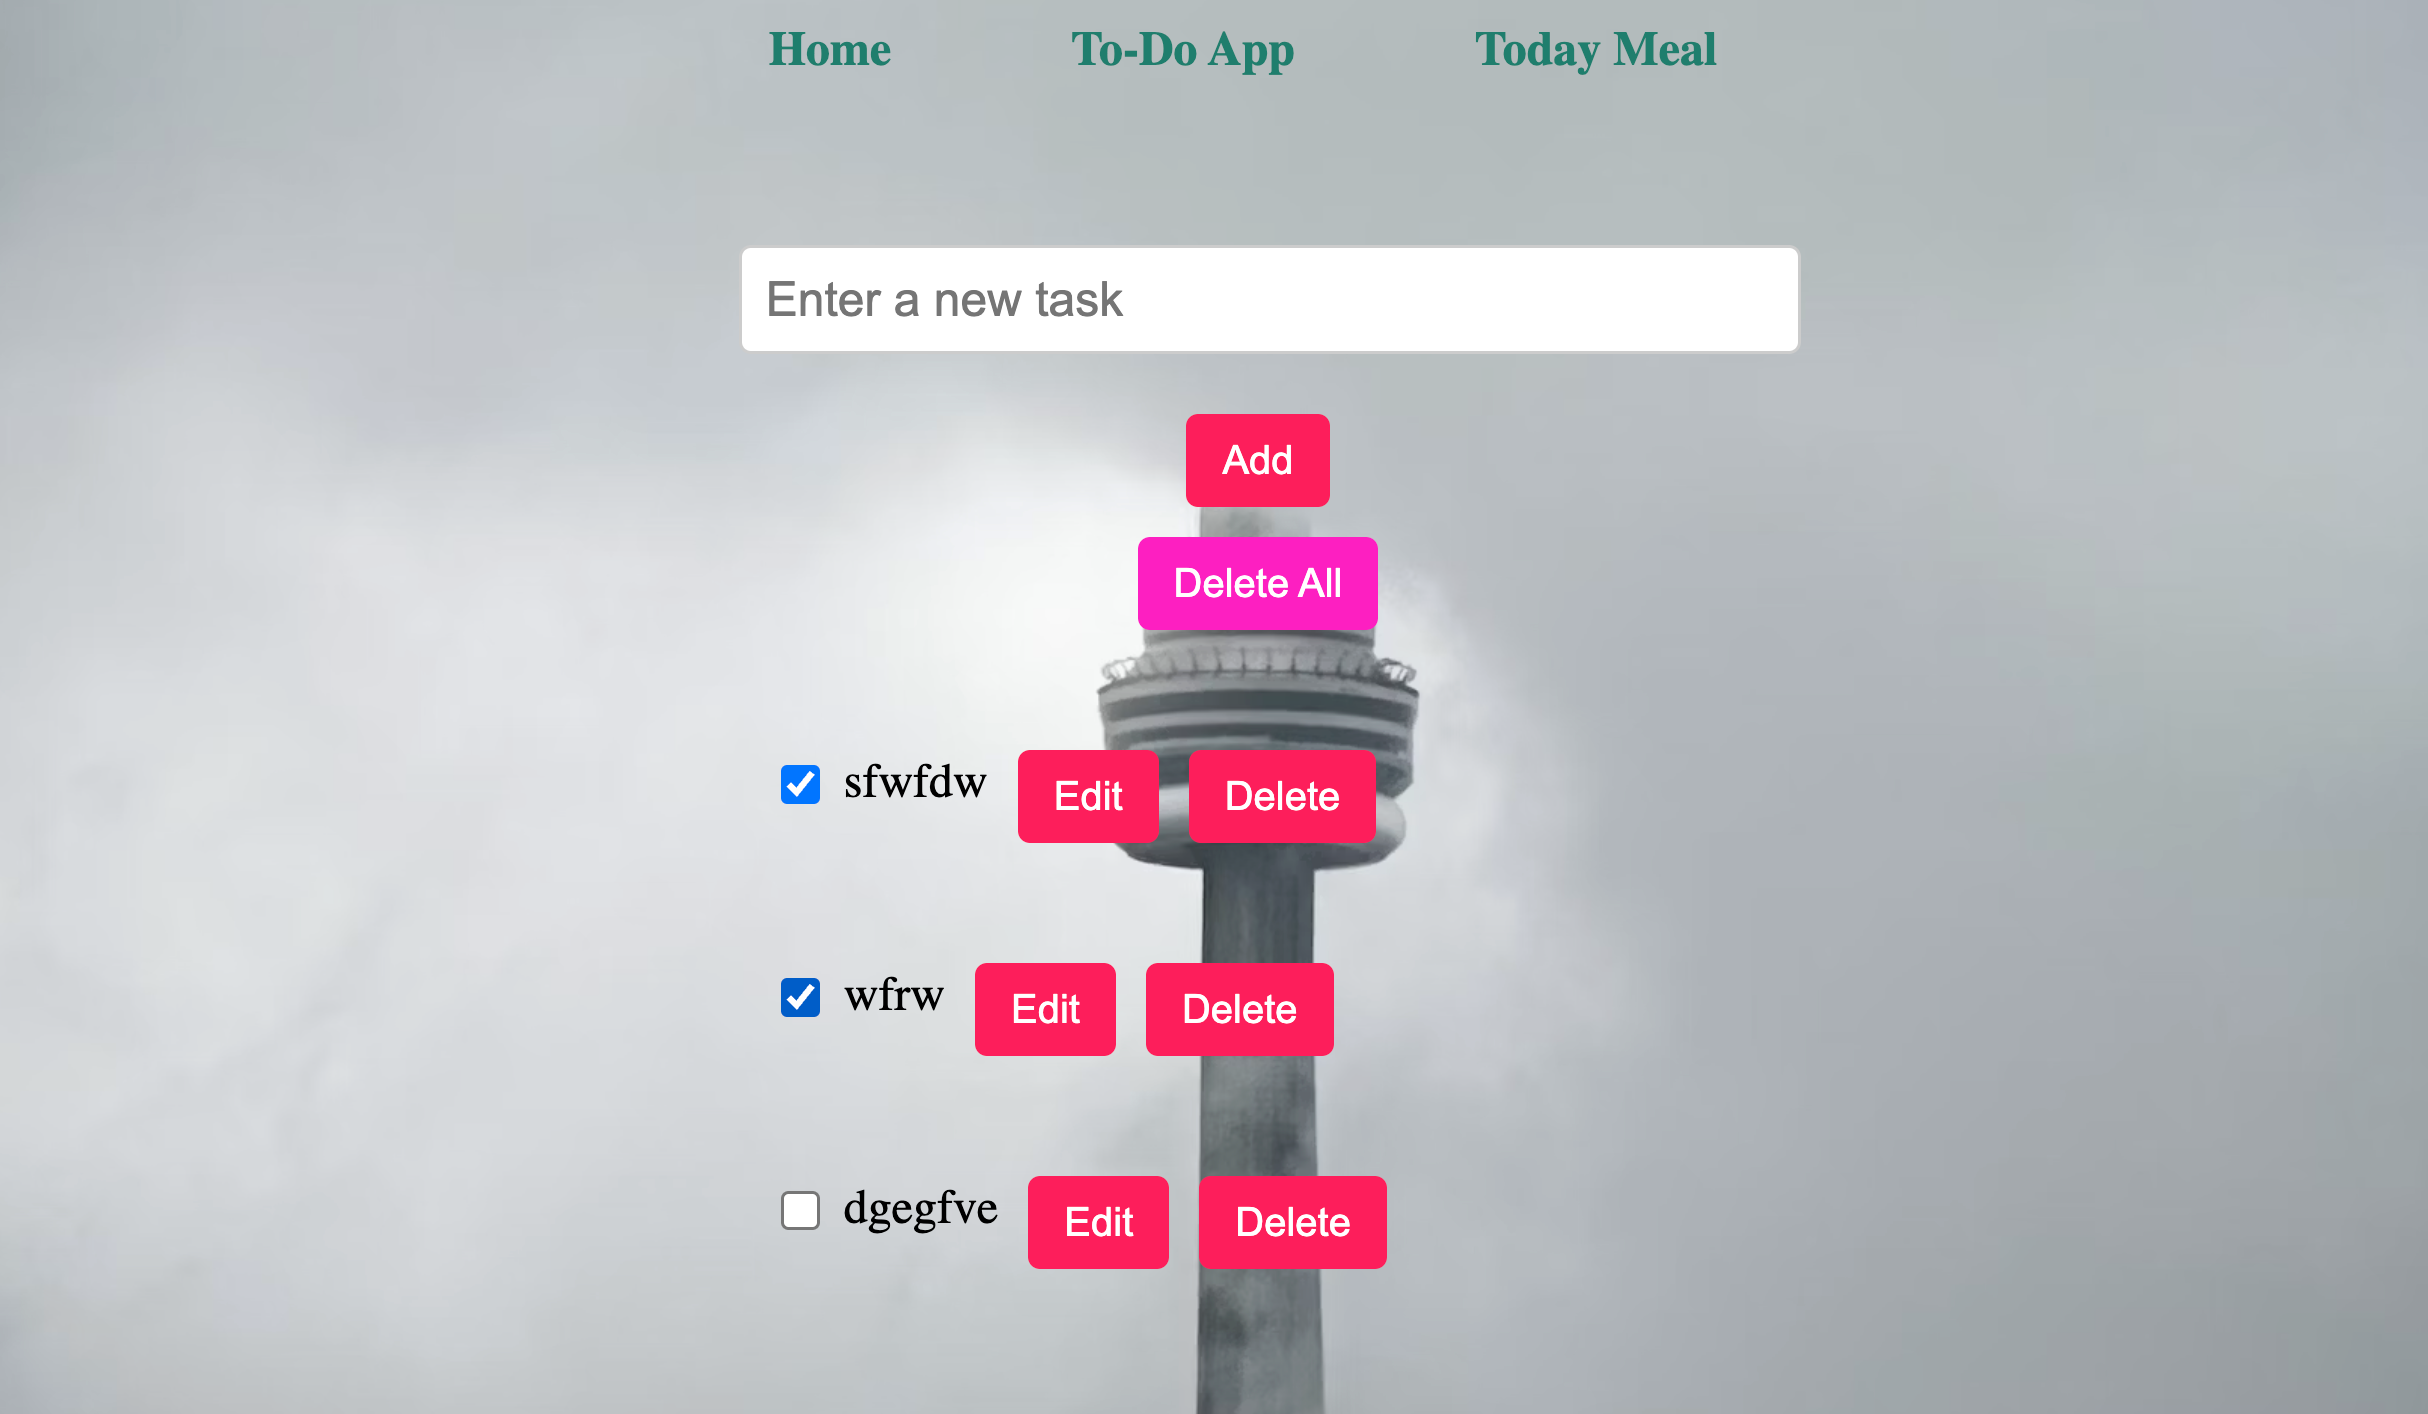 Home To-Do App Today Meal
Enter a new task
Add
Delete All
sfwfdw Edit Delete
wfrw Edit Delete
dgegfve Edit Delete